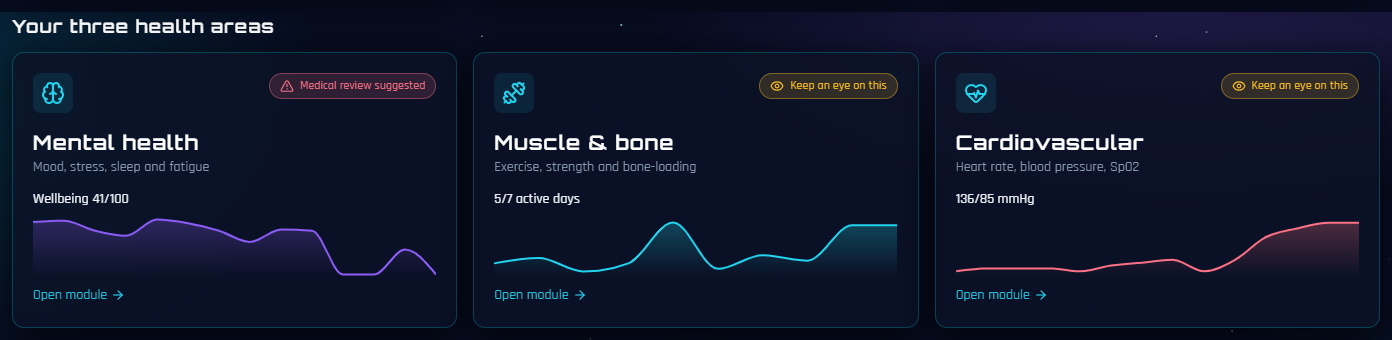 Your three health areas
Medical review suggested
Mental health
Mood, stress, sleep and fatigue
Wellbeing 41/100
Open module →
Keep an eye on this
Muscle & bone
Exercise, strength and bone-loading
5/7 active days
Open module →
Keep an eye on this
Cardiovascular
Heart rate, blood pressure, SpO2
136/85 mmHg
Open module →